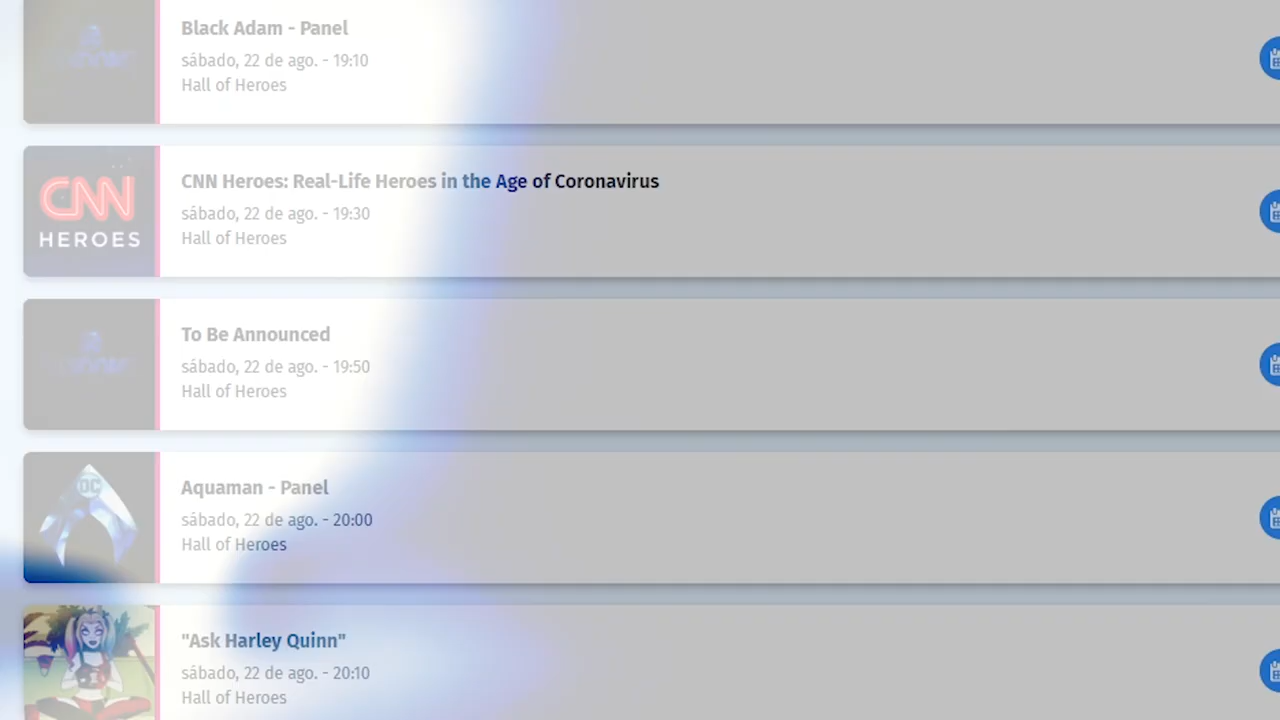 Black Adam - Panel
sábado, 22 de ago. - 19:10
Hall of Heroes
CNN
HEROES
CNN Heroes: Real-Life Heroes in the Age of Coronavirus
sábado, 22 de ago. - 19:30
Hall of Heroes
To Be Announced
sábado, 22 de ago. - 19:50
Hall of Heroes
DC
Aquaman - Panel
sábado, 22 de ago. - 20:00
Hall of Heroes
"Ask Harley Quinn"
sábado, 22 de ago. - 20:10
Hall of Heroes